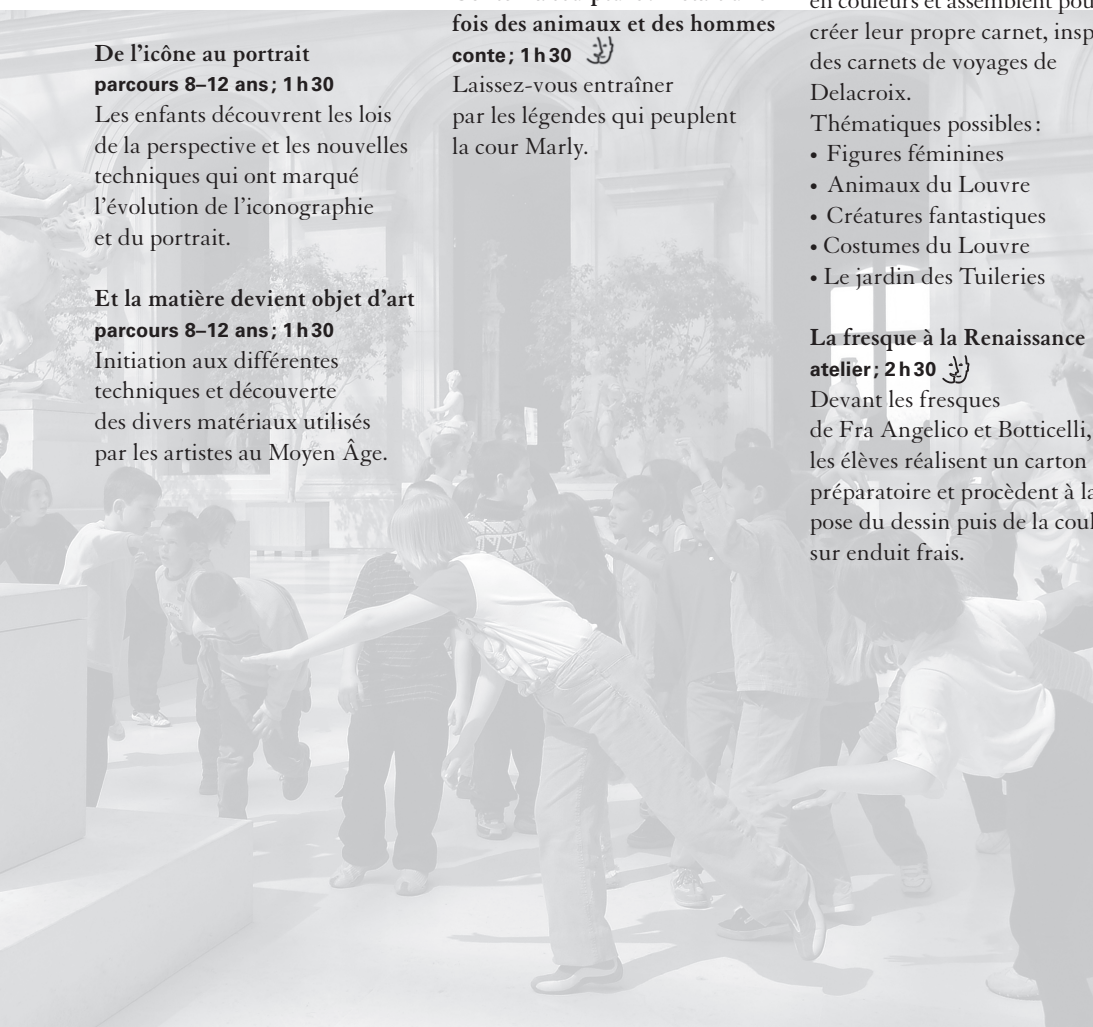 De l'icône au portrait
parcours 8–12 ans ; 1 h 30
Les enfants découvrent les lois
de la perspective et les nouvelles
techniques qui ont marqué
l'évolution de l'iconographie
et du portrait.
Et la matière devient objet d'art
parcours 8–12 ans ; 1 h 30
Initiation aux différentes
techniques et découverte
des divers matériaux utilisés
par les artistes au Moyen Âge.
fois des animaux et des hommes
conte ; 1 h 30
Laissez-vous entraîner
par les légendes qui peuplent
la cour Marly.
en couleurs et assemblent
créer leur propre carnet,
des carnets de voyages de
Delacroix.
Thématiques possibles :
• Figures féminines
• Animaux du Louvre
• Créatures fantastiques
• Costumes du Louvre
• Le jardin des Tuileries
La fresque à la Renaissance
atelier ; 2 h 30
Devant les fresques
de Fra Angelico et Botticelli,
les élèves réalisent un carton
préparatoire et procèdent à
pose du dessin puis de la
sur enduit frais.